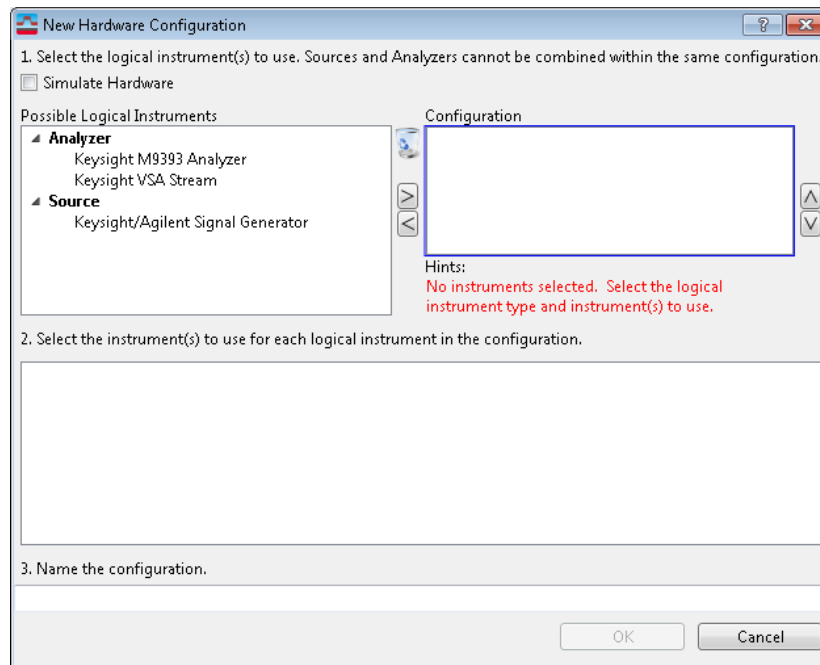 New Hardware Configuration
1. Select the logical instrument(s) to use. Sources and Analyzers cannot be combined within the same configuration.
Simulate Hardware
Possible Logical Instruments
Analyzer
Keysight M9393 Analyzer
Keysight VSA Stream
Source
Keysight/Agilent Signal Generator
Configuration
Hints:
No instruments selected. Select the logical
instrument type and instrument(s) to use.
2. Select the instrument(s) to use for each logical instrument in the configuration.
3. Name the configuration.
OK
Cancel